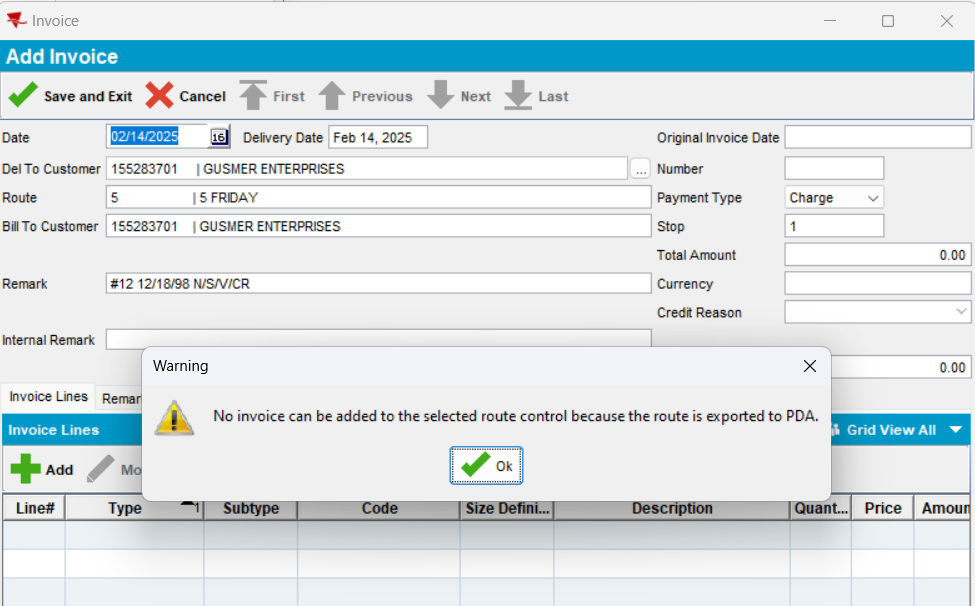 Invoice
Add Invoice
Save and Exit Cancel First Previous Next Last
Date 02/14/2025 16 Delivery Date Feb 14, 2025 Original Invoice Date
Del To Customer 155283701 | GUSMER ENTERPRISES ... Number
Route 5 | 5 FRIDAY Payment Type Charge
Bill To Customer 155283701 | GUSMER ENTERPRISES Stop 1
Total Amount 0.00
Remark #12 12/18/98 N/S/V/CR Currency
Credit Reason
Internal Remark
Warning
0.00
No invoice can be added to the selected route control because the route is exported to PDA.
Ok
Invoice Lines Remar
Invoice Lines Grid View All
Add Mo
Line# Type 1 Subtype Code Size Defini... Description Quant... Price Amoun